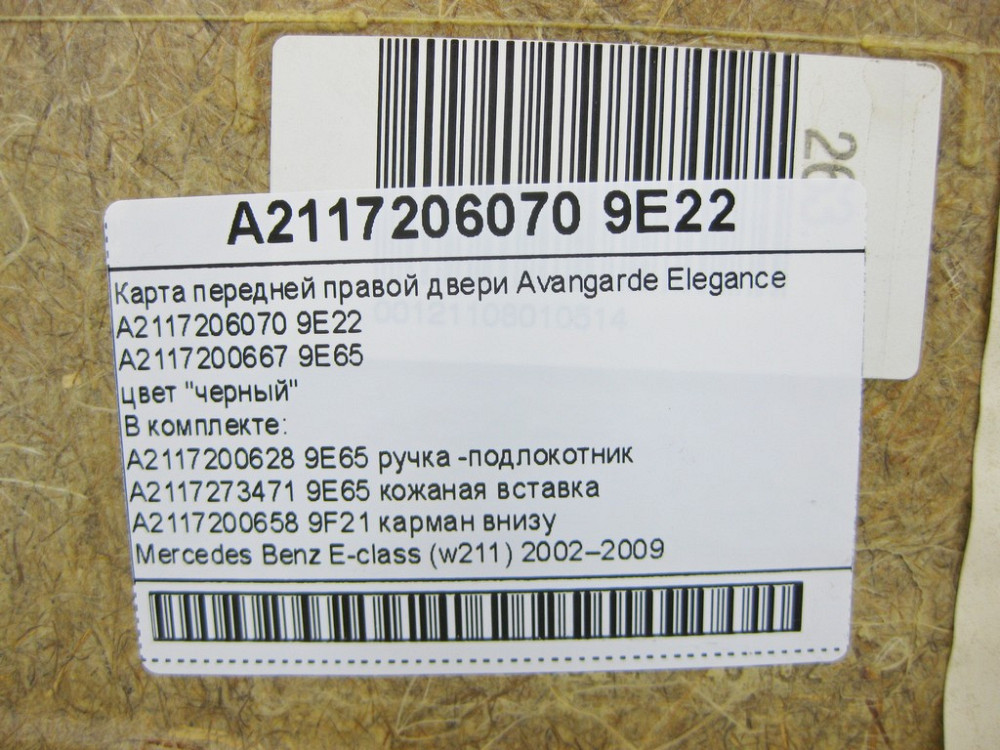 A2117206070 9E22
Карта передней правой двери Avangarde Elegance
A2117206070 9E22
A2117200667 9E65
цвет "черный"
В комплекте:
A2117200628 9E65 ручка -подлокотник
A2117273471 9E65 кожаная вставка
A2117200658 9F21 карман внизу
Mercedes Benz E-class (w211) 2002–2009